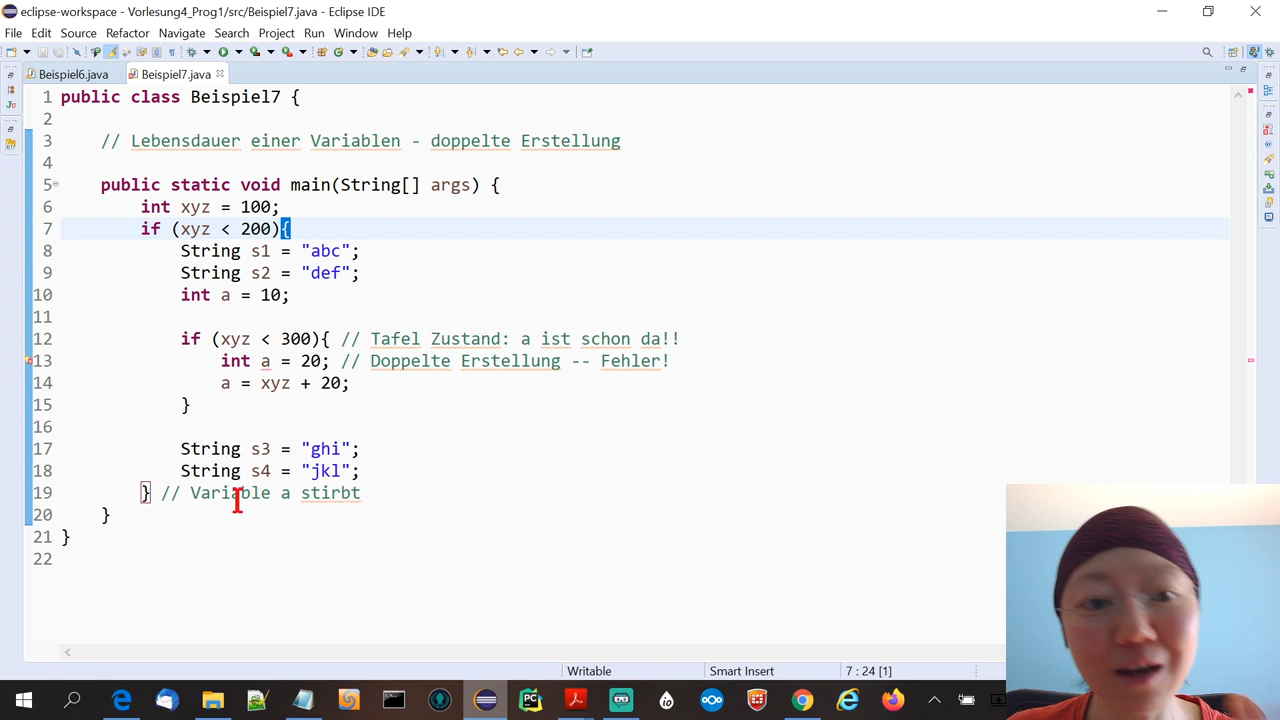 eclipse-workspace - Vorlesung4_Prog1/src/Beispiel7.java - Eclipse IDE
File Edit Source Refactor Navigate Search Project Run Window Help
Beispiel6.java Beispiel7.java
1 public class Beispiel7 {
2
3 // Lebensdauer einer Variablen - doppelte Erstellung
4
5 public static void main(String[] args) {
6 int xyz = 100;
7 if (xyz < 200){
8 String s1 = "abc";
9 String s2 = "def";
10 int a = 10;
11
12 if (xyz < 300){ // Tafel Zustand: a ist schon da!!
13 int a = 20; // Doppelte Erstellung -- Fehler!
14 a = xyz + 20;
15 }
16
17 String s3 = "ghi";
18 String s4 = "jkl";
19 } // Variable a stirbt
20 }
21 }
22
Writable Smart Insert 7 : 24 [1]